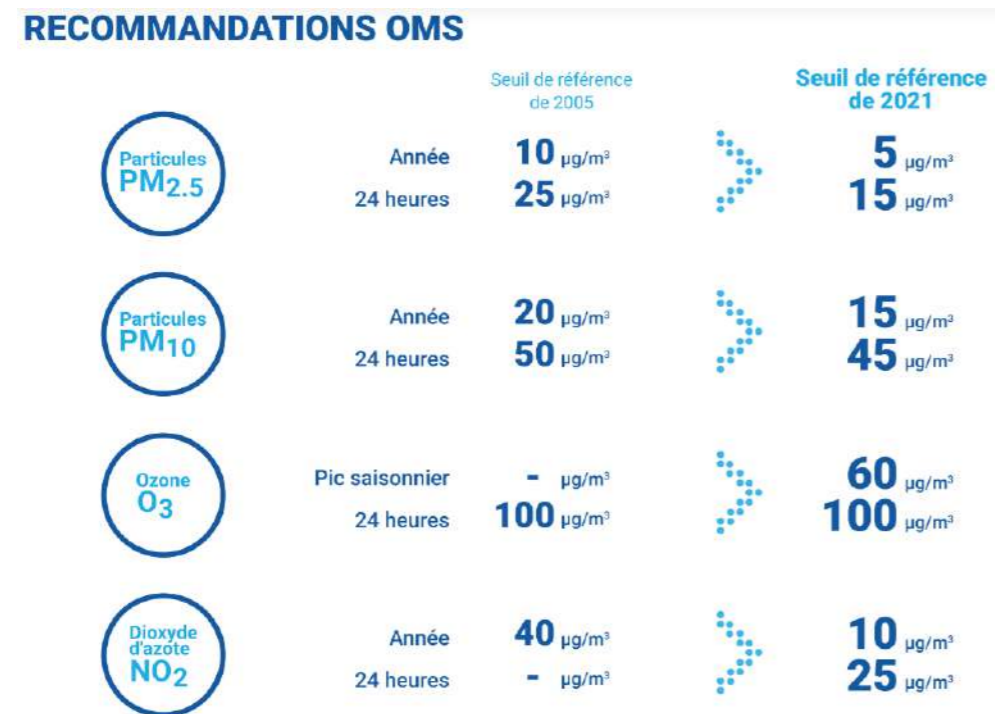 RECOMMANDATIONS OMS
Seuil de référence
de 2005
Seuil de référence
de 2021
Particules
PM2.5
Année 10 µg/m³ 5 µg/m³
24 heures 25 µg/m³ 15 µg/m³
Particules
PM10
Année 20 µg/m³ 15 µg/m³
24 heures 50 µg/m³ 45 µg/m³
Ozone
O3
Pic saisonnier - µg/m³ 60 µg/m³
24 heures 100 µg/m³ 100 µg/m³
Dioxyde
d'azote
NO2
Année 40 µg/m³ 10 µg/m³
24 heures - µg/m³ 25 µg/m³